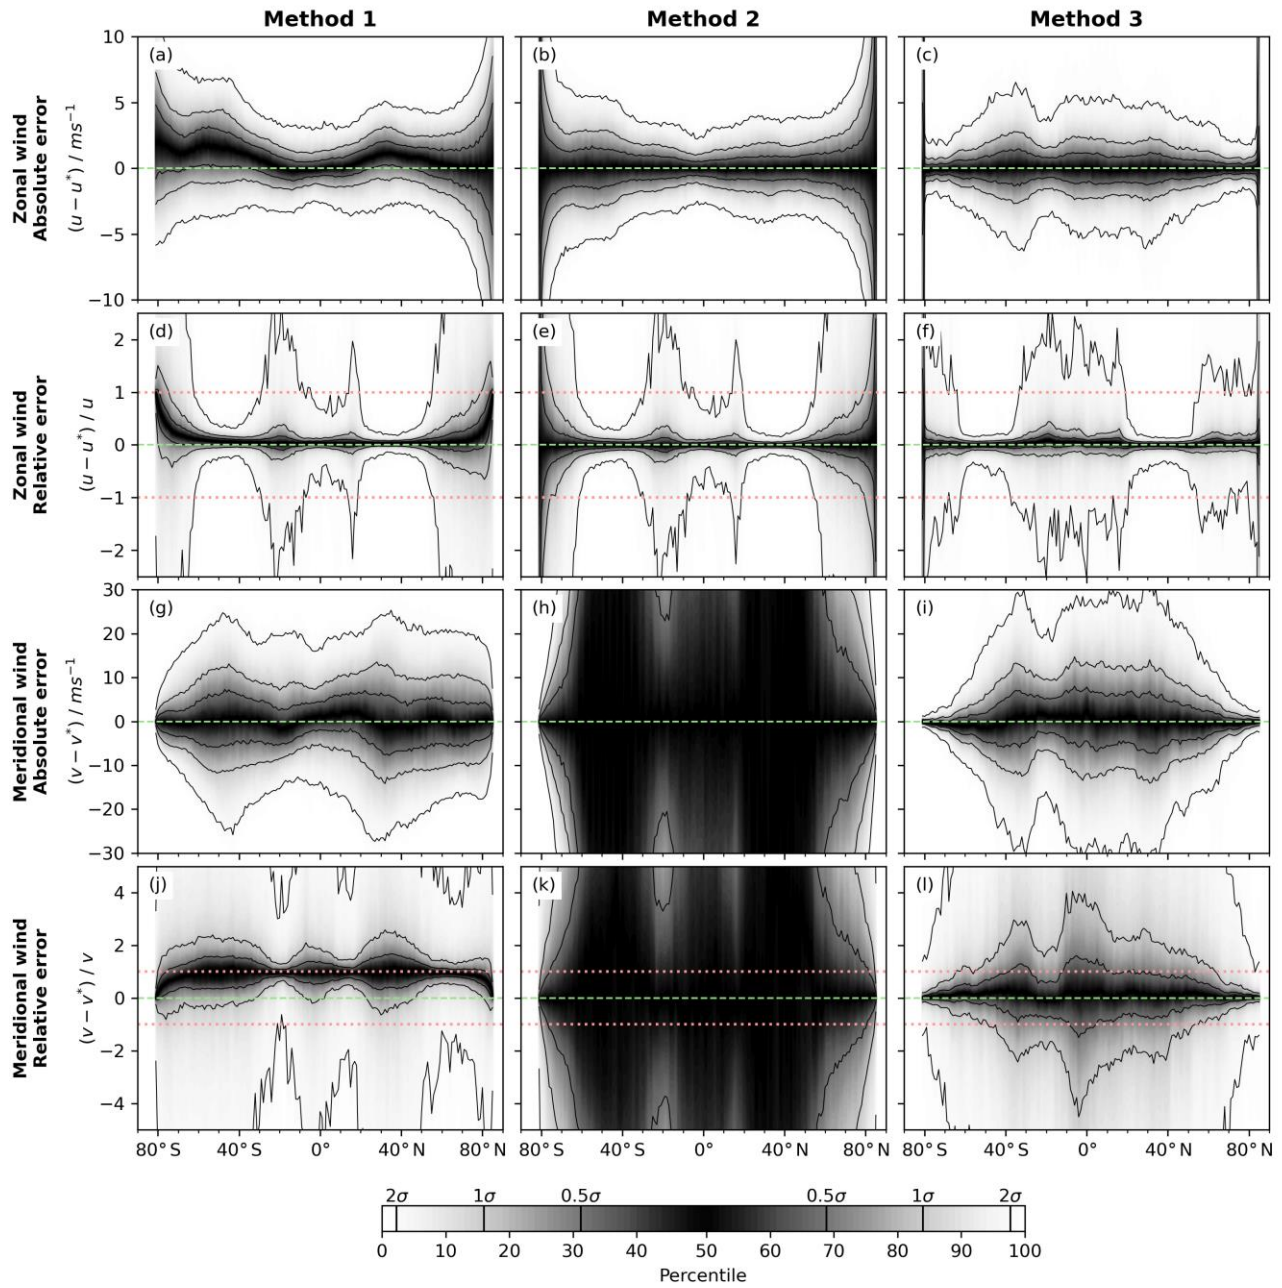 Method 1 Method 2 Method 3
Zonal wind
Absolute error
(u − u*) / ms⁻¹
10
5
0
−5
−10
(a) (b) (c)
Zonal wind
Relative error
(u − u*) / u
2
1
0
−1
−2
(d) (e) (f)
Meridional wind
Absolute error
(v − v*) / ms⁻¹
30
20
10
0
−10
−20
−30
(g) (h) (i)
Meridional wind
Relative error
(v − v*) / v
4
2
0
−2
−4
(j) (k) (l)
80° S 40° S 0° 40° N 80° N 80° S 40° S 0° 40° N 80° N 80° S 40° S 0° 40° N 80° N
2σ 1σ 0.5σ 0.5σ 1σ 2σ
0 10 20 30 40 50 60 70 80 90 100
Percentile